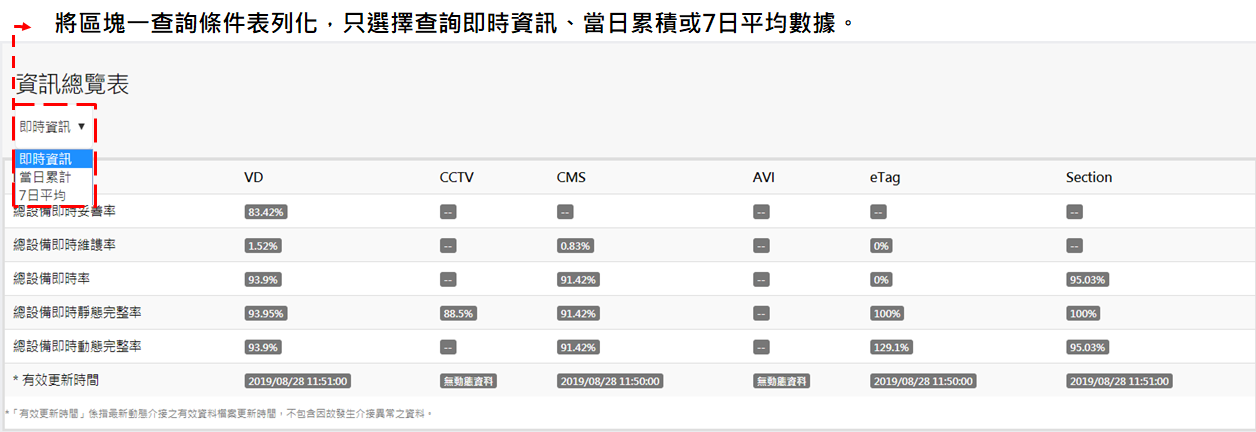 將區塊一查詢條件表列化，只選擇查詢即時資訊、當日累積或7日平均數據。
資訊總覽表
即時資訊 ▼
即時資訊
當日累計
7日平均
VD CCTV CMS AVI eTag Section
總設備即時妥善率 83.42% -- -- -- -- --
總設備即時維護率 1.52% -- 0.83% -- 0% --
總設備即時率 93.9% -- 91.42% -- 0% 95.03%
總設備即時靜態完整率 93.95% 88.5% 91.42% -- 100% 100%
總設備即時動態完整率 93.9% -- 91.42% -- 129.1% 95.03%
* 有效更新時間 2019/08/28 11:51:00 無動態資料 2019/08/28 11:50:00 無動態資料 2019/08/28 11:50:00 2019/08/28 11:51:00
*「有效更新時間」係指最新動態介接之有效資料檔案更新時間，不包含因故發生介接異常之資料。